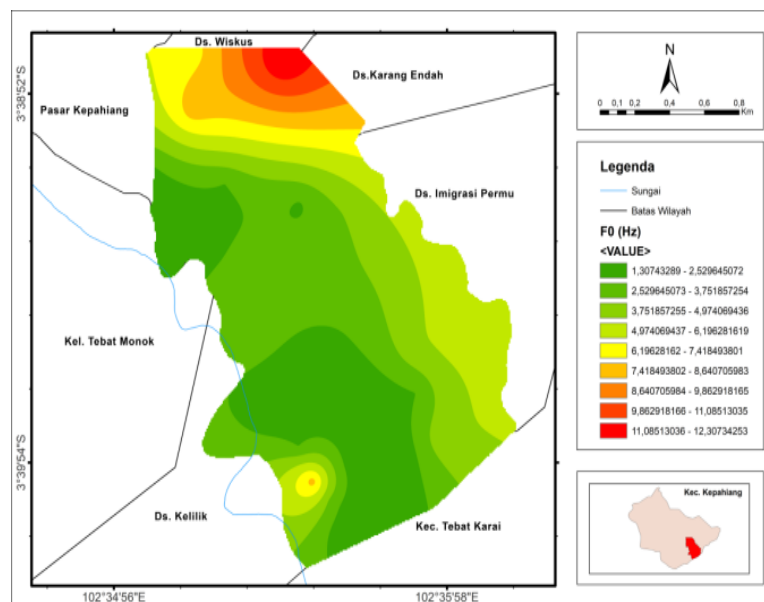 Ds. Wiskus
Ds.Karang Endah
Pasar Kepahiang
Ds. Imigrasi Permu
Kel. Tebat Monok
Ds. Kelilik
Kec. Tebat Karai
3°38'52"S
3°39'54"S
102°34'56"E
102°35'58"E
N
0 0,1 0,2 0,4 0,6 0,8
Km
Legenda
Sungai
Batas Wilayah
F0 (Hz)
<VALUE>
1,30743289 - 2,529645072
2,529645073 - 3,751857254
3,751857255 - 4,974069436
4,974069437 - 6,196281619
6,19628162 - 7,418493801
7,418493802 - 8,640705983
8,640705984 - 9,862918165
9,862918166 - 11,08513035
11,08513036 - 12,30734253
Kec. Kepahiang